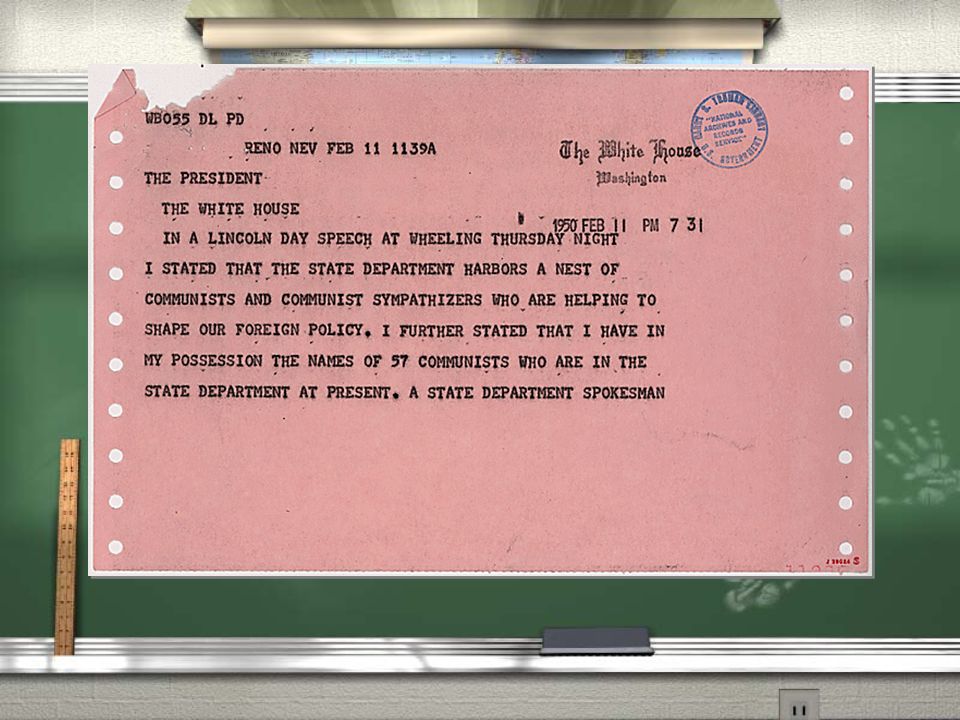 WB055 DL PD
RENO NEV FEB 11 1139A
The White House
Washington
HARRY S. TRUMAN LIBRARY
"NATIONAL
ARCHIVES AND
RECORDS
SERVICE"
U.S. GOVERNMENT
THE PRESIDENT
THE WHITE HOUSE
1950 FEB 11 PM 7 31
IN A LINCOLN DAY SPEECH AT WHEELING THURSDAY NIGHT
I STATED THAT THE STATE DEPARTMENT HARBORS A NEST OF
COMMUNISTS AND COMMUNIST SYMPATHIZERS WHO ARE HELPING TO
SHAPE OUR FOREIGN POLICY. I FURTHER STATED THAT I HAVE IN
MY POSSESSION THE NAMES OF 57 COMMUNISTS WHO ARE IN THE
STATE DEPARTMENT AT PRESENT. A STATE DEPARTMENT SPOKESMAN